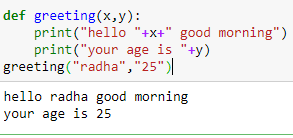 def greeting(x,y):
    print("hello "+x+" good morning")
    print("your age is "+y)
greeting("radha","25")
hello radha good morning
your age is 25